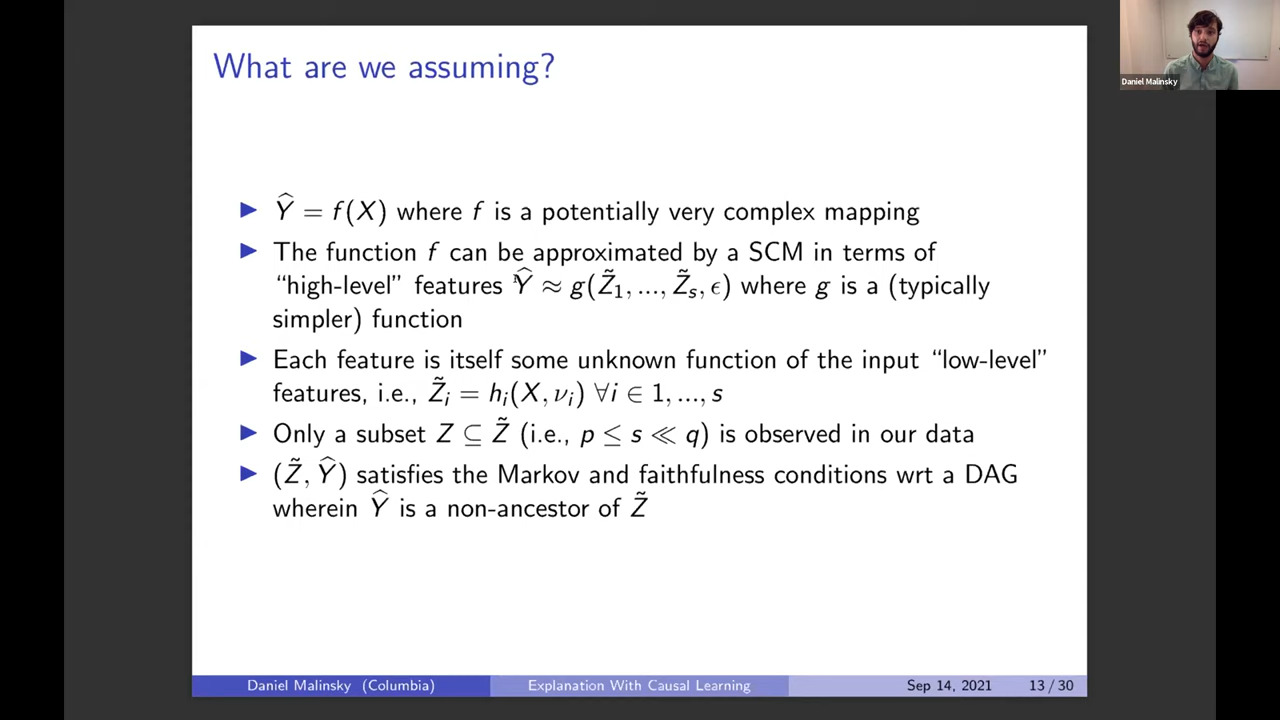 What are we assuming?
Daniel Malinsky
▶ Ŷ = f(X) where f is a potentially very complex mapping
▶ The function f can be approximated by a SCM in terms of
“high-level” features Ŷ ≈ g(Z̃₁, ..., Z̃ₛ, ϵ) where g is a (typically
simpler) function
▶ Each feature is itself some unknown function of the input “low-level”
features, i.e., Z̃ᵢ = hᵢ(X, νᵢ) ∀i ∈ 1, ..., s
▶ Only a subset Z ⊆ Z̃ (i.e., p ≤ s ≪ q) is observed in our data
▶ (Z̃, Ŷ) satisfies the Markov and faithfulness conditions wrt a DAG
wherein Ŷ is a non-ancestor of Z̃
Daniel Malinsky (Columbia) Explanation With Causal Learning Sep 14, 2021 13 / 30